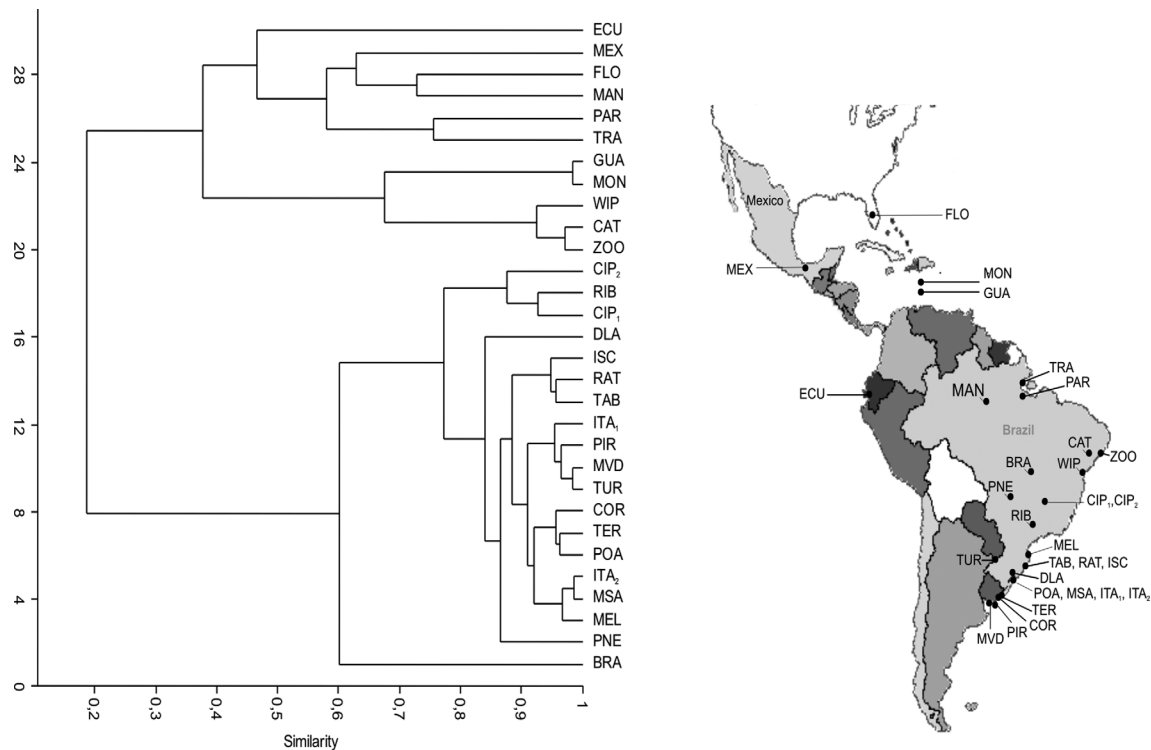 ECU
MEX
FLO
MAN
PAR
TRA
GUA
MON
WIP
CAT
ZOO
CIP₂
RIB
CIP₁
DLA
ISC
RAT
TAB
ITA₁
PIR
MVD
TUR
COR
TER
POA
ITA₂
MSA
MEL
PNE
BRA
28
24
20
16
12
8
4
0
0,2 0,3 0,4 0,5 0,6 0,7 0,8 0,9 1
Similarity
Mexico
FLO
MEX
MON
GUA
TRA
PAR
ECU
MAN
Brazil
CAT
ZOO
BRA
WIP
PNE
CIP₁,CIP₂
RIB
MEL
TUR
TAB, RAT, ISC
DLA
POA, MSA, ITA₁, ITA₂
TER
COR
PIR
MVD